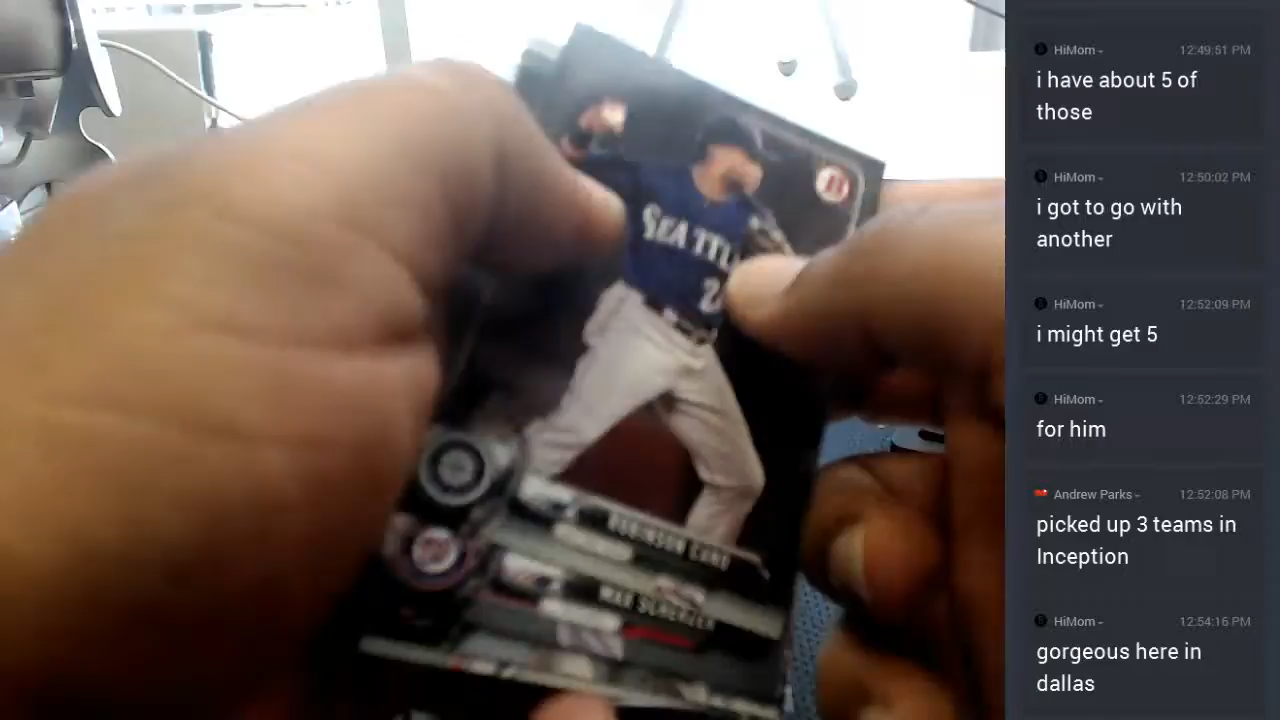 SEATTL
2
ROBINSON CANO
MAX SCHERZER
HiMom
12:49:51 PM
i have about 5 of
those
HiMom
12:50:02 PM
i got to go with
another
HiMom
12:52:09 PM
i might get 5
HiMom
12:52:29 PM
for him
Andrew Parks
12:52:08 PM
picked up 3 teams in
Inception
HiMom
12:54:16 PM
gorgeous here in
dallas